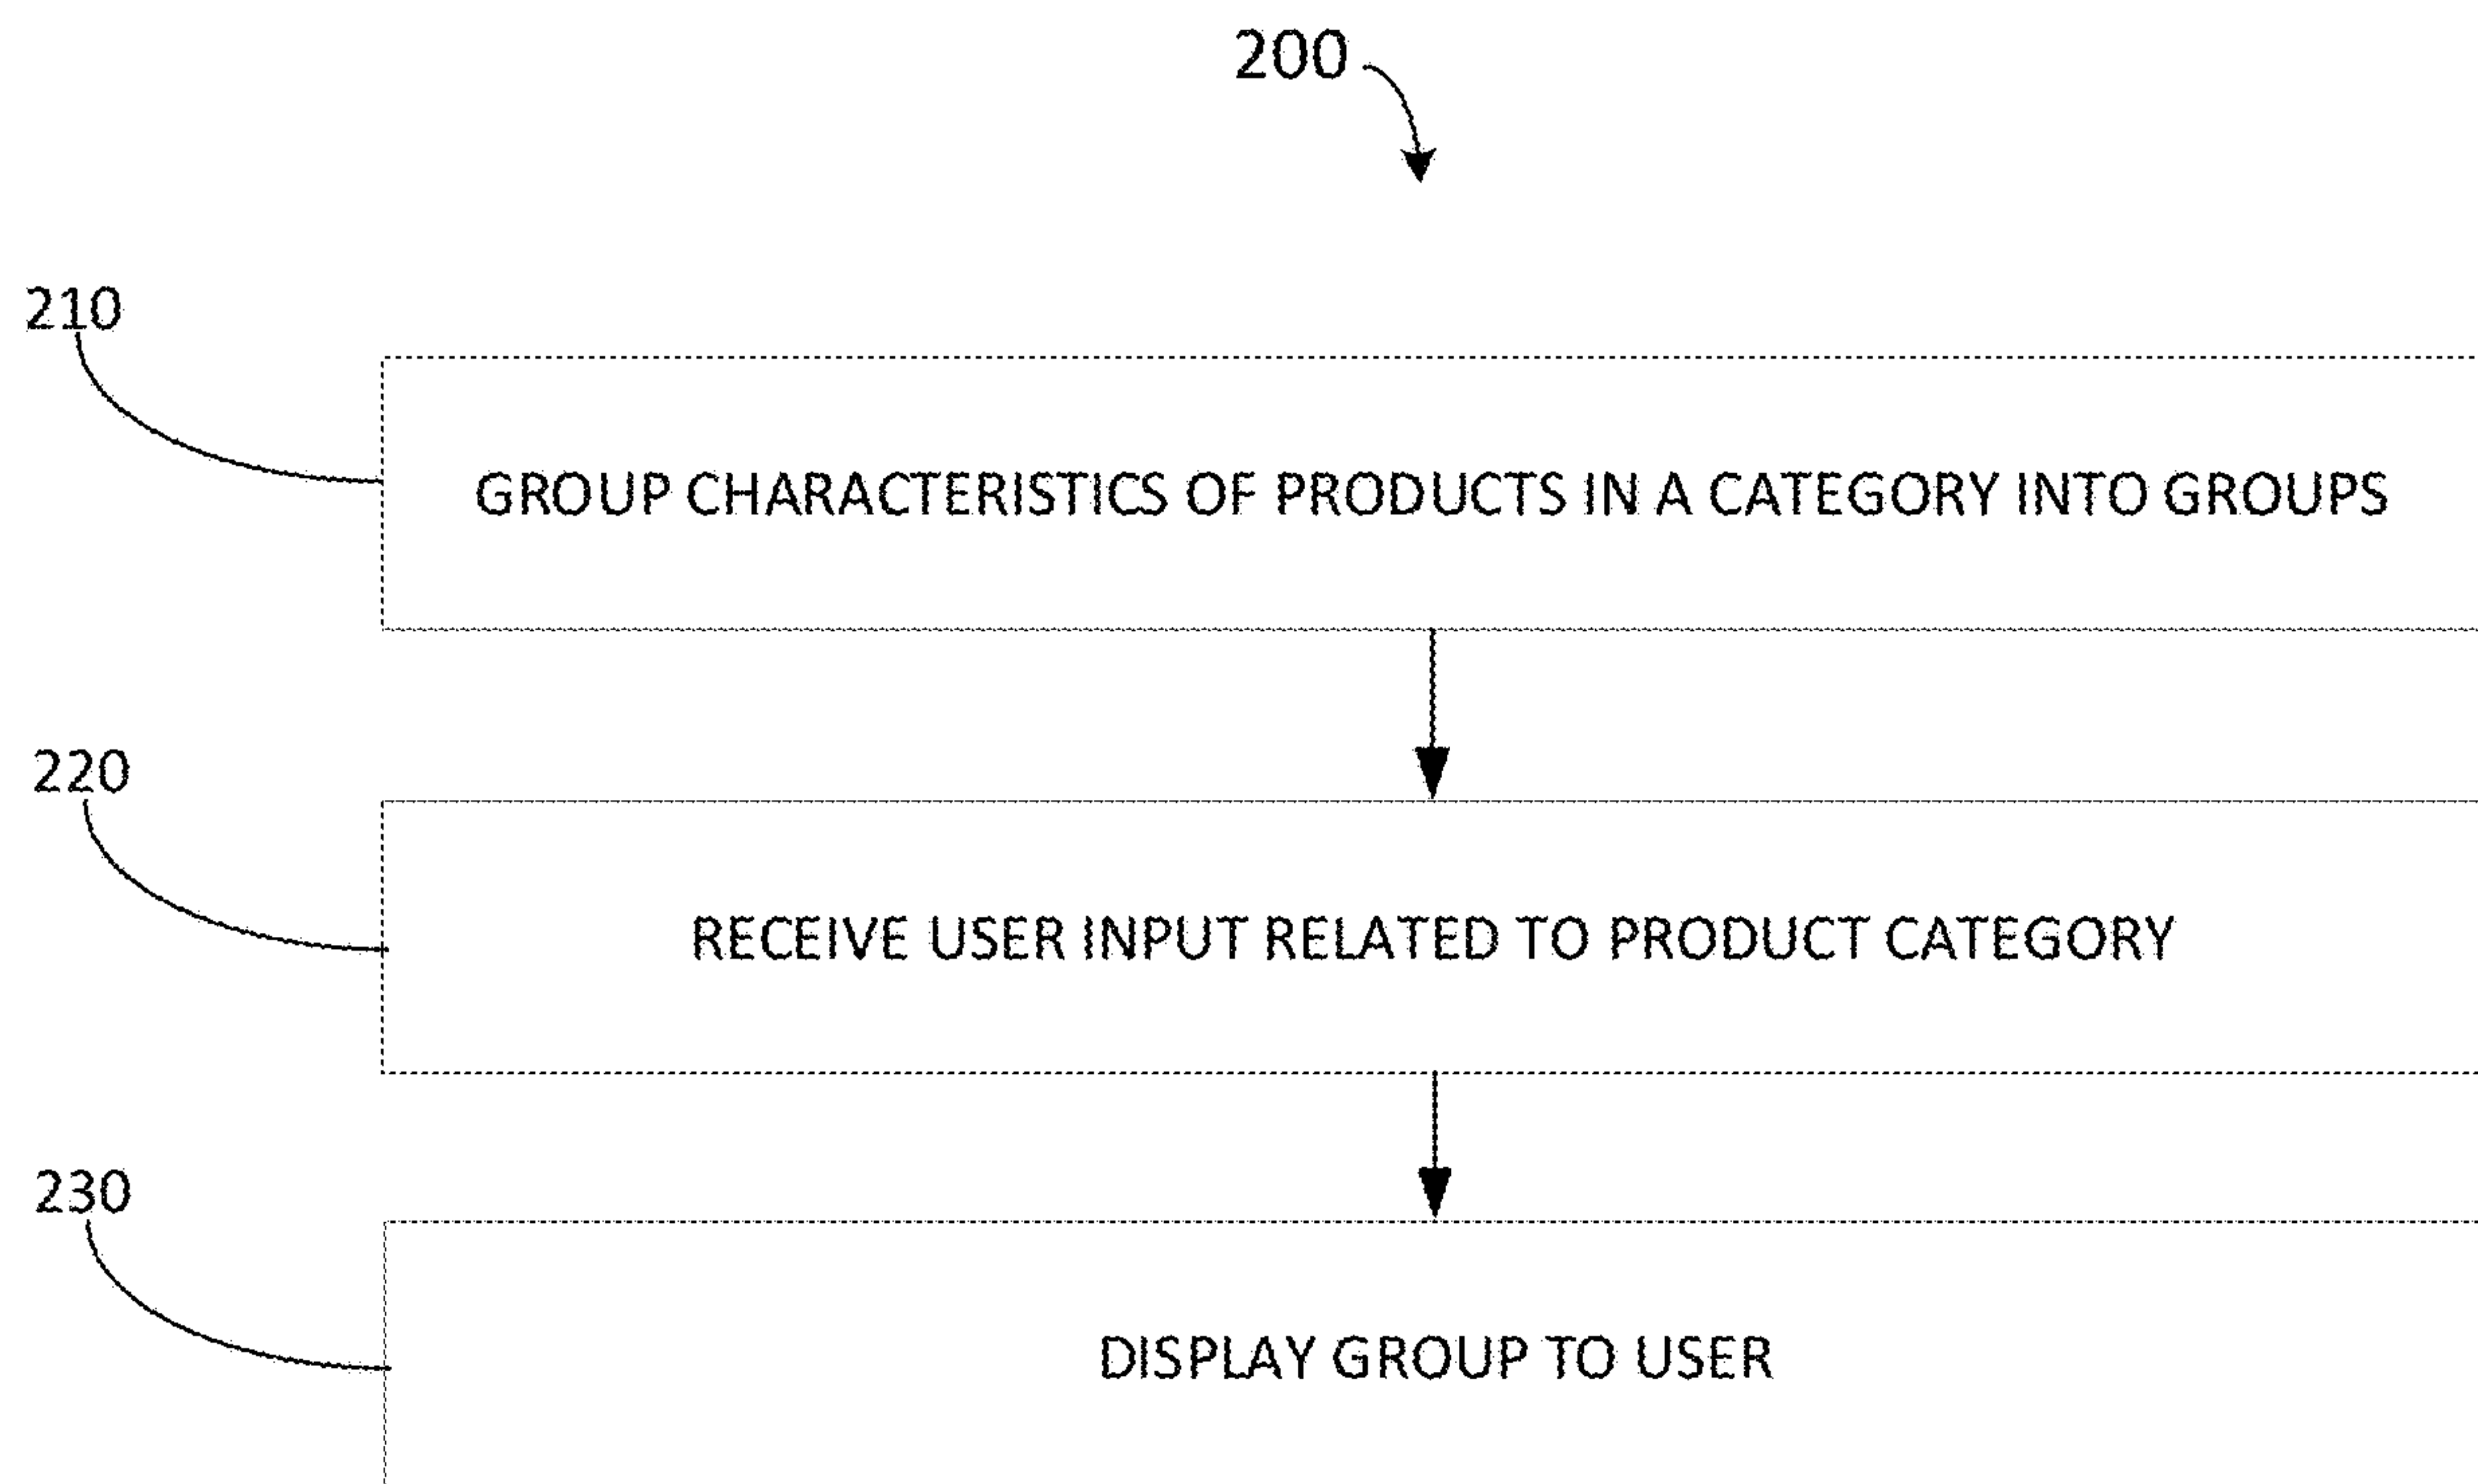 200
210
GROUP CHARACTERISTICS OF PRODUCTS IN A CATEGORY INTO GROUPS
220
RECEIVE USER INPUT RELATED TO PRODUCT CATEGORY
230
DISPLAY GROUP TO USER